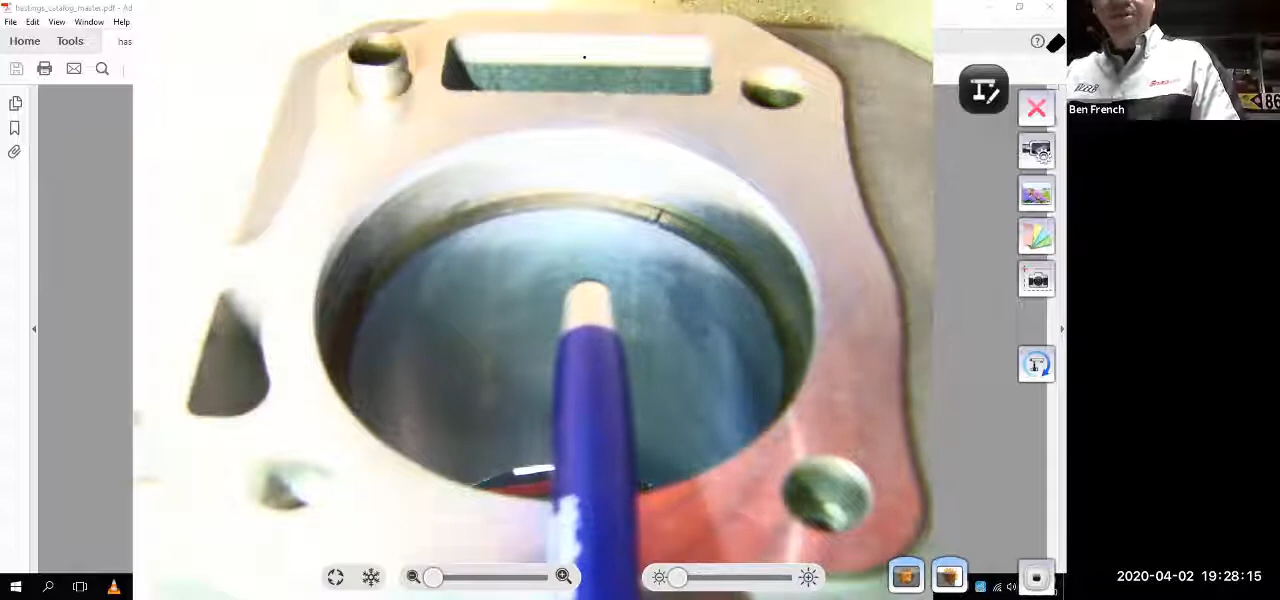 hastings_catalog_master.pdf - Ad
File Edit View Window Help
Home Tools has
Ben French
86
2020-04-02 19:28:15